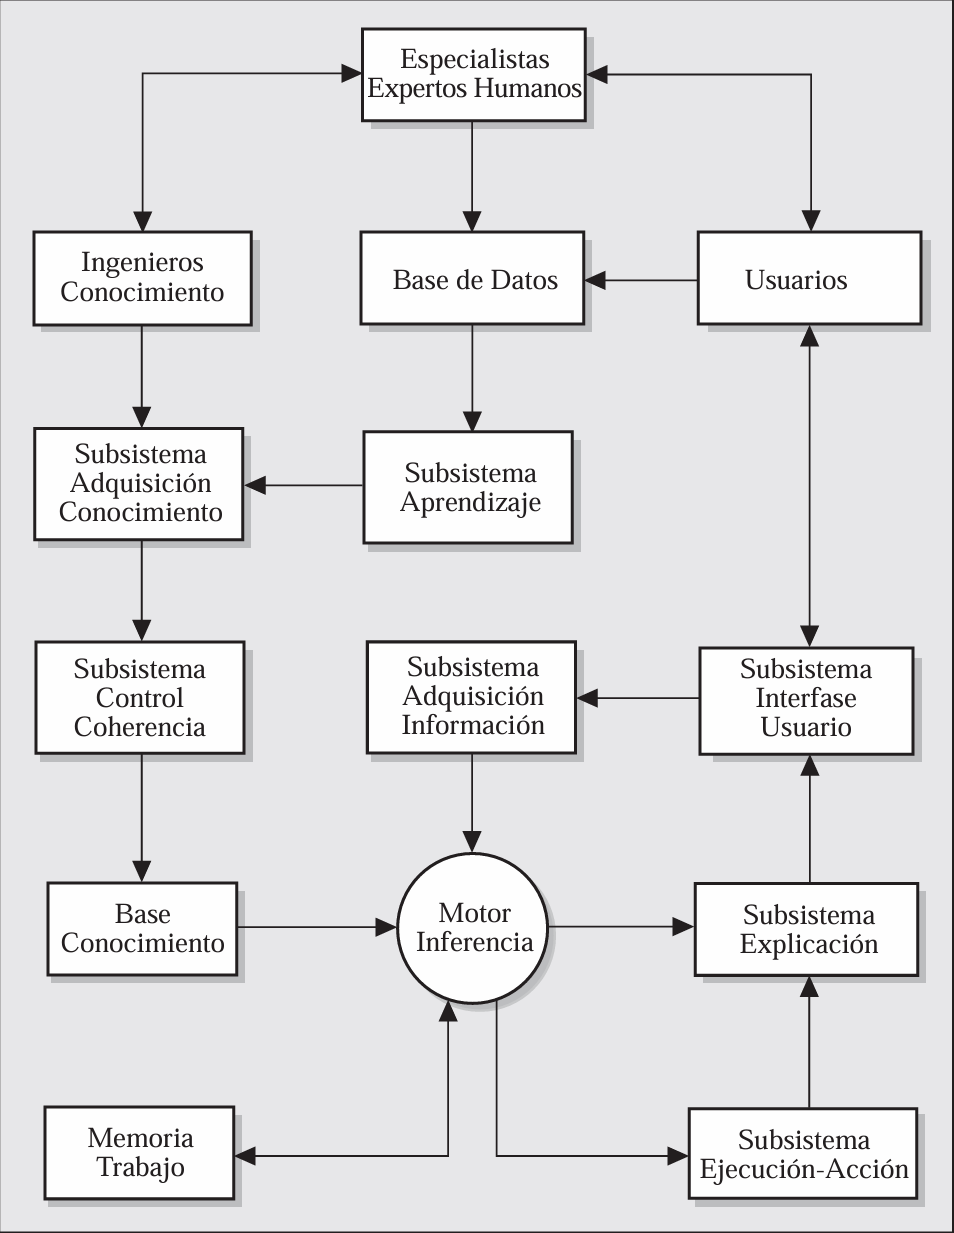 Especialistas
Expertos Humanos
Ingenieros
Conocimiento
Base de Datos
Usuarios
Subsistema
Adquisición
Conocimiento
Subsistema
Aprendizaje
Subsistema
Control
Coherencia
Subsistema
Adquisición
Información
Subsistema
Interfase
Usuario
Base
Conocimiento
Motor
Inferencia
Subsistema
Explicación
Memoria
Trabajo
Subsistema
Ejecución-Acción